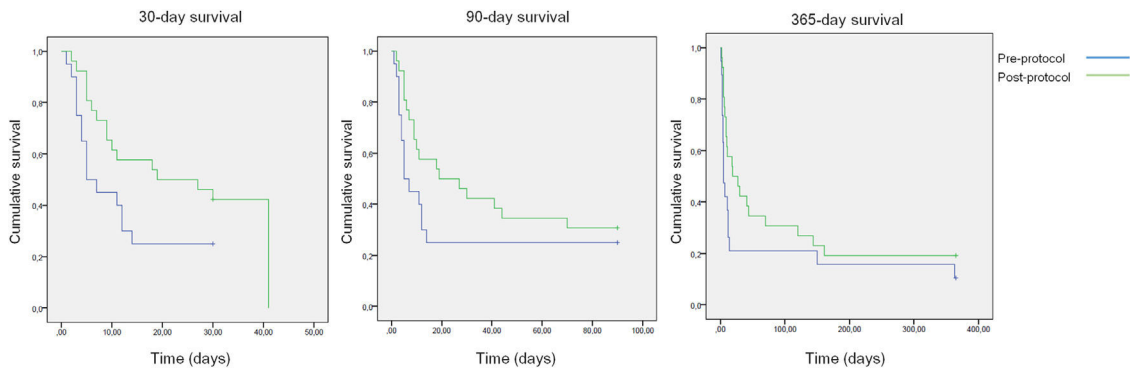 30-day survival
90-day survival
365-day survival
Pre-protocol
Post-protocol
Cumulative survival
1,0
0,8
0,6
0,4
0,2
0,0
,00 10,00 20,00 30,00 40,00 50,00
Time (days)
Cumulative survival
1,0
0,8
0,6
0,4
0,2
0,0
,00 20,00 40,00 60,00 80,00 100,00
Time (days)
Cumulative survival
1,0
0,8
0,6
0,4
0,2
0,0
,00 100,00 200,00 300,00 400,00
Time (days)